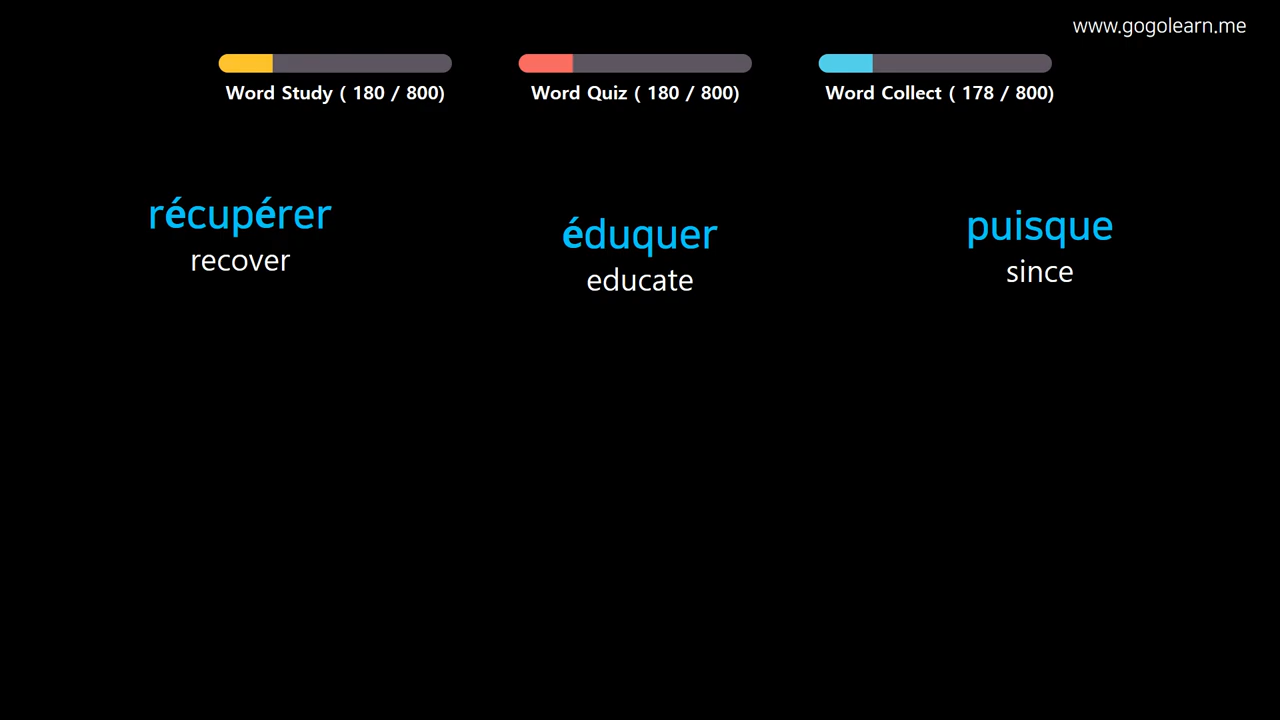 www.gogolearn.me
Word Study ( 180 / 800)
Word Quiz ( 180 / 800)
Word Collect ( 178 / 800)
récupérer
recover
éduquer
educate
puisque
since